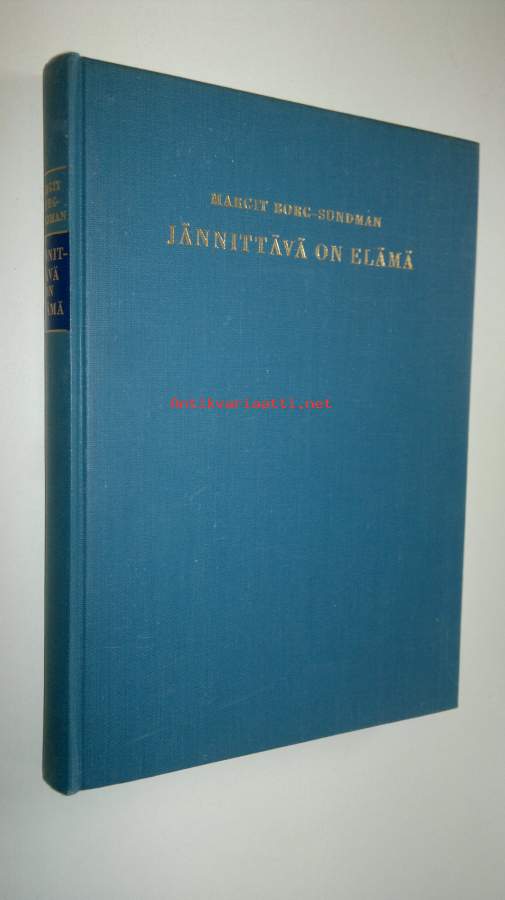 MARGIT BORG-SUNDMAN
JÄNNITTÄVÄ ON ELÄMÄ
Antikvariaatti.net